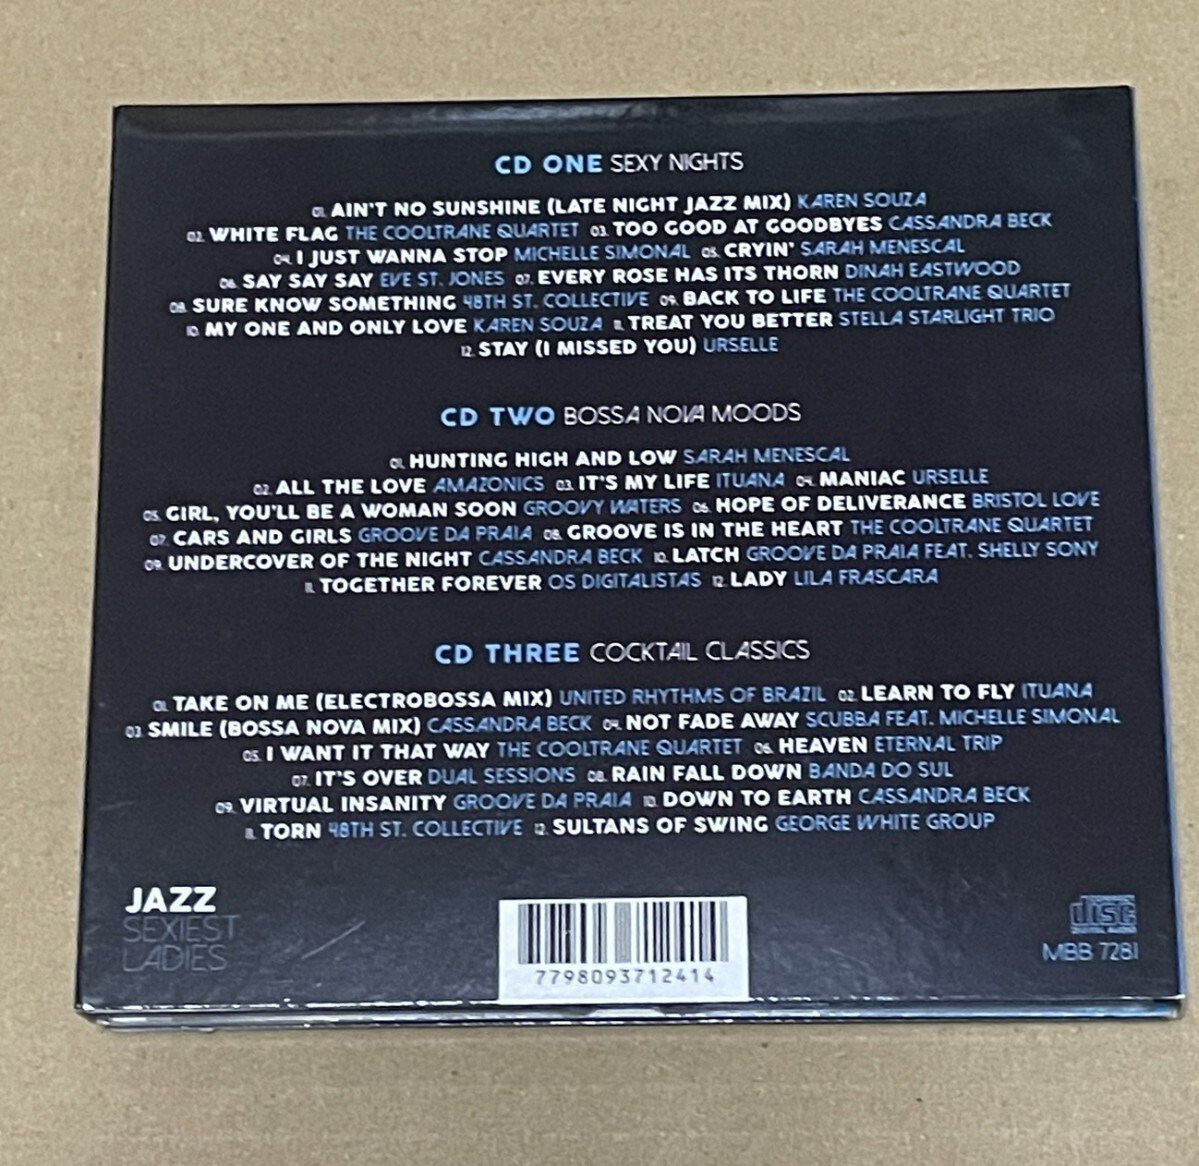 CD ONE SEXY NIGHTS
01. AIN'T NO SUNSHINE (LATE NIGHT JAZZ MIX) KAREN SOUZA
02. WHITE FLAG THE COOLTRANE QUARTET 03. TOO GOOD AT GOODBYES CASSANDRA BECK
04. I JUST WANNA STOP MICHELLE SIMONAL 05. CRYIN' SARAH MENESCAL
06. SAY SAY SAY EVE ST. JONES 07. EVERY ROSE HAS ITS THORN DINAH EASTWOOD
08. SURE KNOW SOMETHING 48TH ST. COLLECTIVE 09. BACK TO LIFE THE COOLTRANE QUARTET
10. MY ONE AND ONLY LOVE KAREN SOUZA 11. TREAT YOU BETTER STELLA STARLIGHT TRIO
12. STAY (I MISSED YOU) URSELLE
CD TWO BOSSA NOVA MOODS
01. HUNTING HIGH AND LOW SARAH MENESCAL
02. ALL THE LOVE AMAZONICS 03. IT'S MY LIFE ITUANA 04. MANIAC URSELLE
05. GIRL, YOU'LL BE A WOMAN SOON GROOVY WATERS 06. HOPE OF DELIVERANCE BRISTOL LOVE
07. CARS AND GIRLS GROOVE DA PRAIA 08. GROOVE IS IN THE HEART THE COOLTRANE QUARTET
09. UNDERCOVER OF THE NIGHT CASSANDRA BECK 10. LATCH GROOVE DA PRAIA FEAT. SHELLY SONY
11. TOGETHER FOREVER OS DIGITALISTAS 12. LADY LILA FRASCARA
CD THREE COCKTAIL CLASSICS
01. TAKE ON ME (ELECTROBOSSA MIX) UNITED RHYTHMS OF BRAZIL 02. LEARN TO FLY ITUANA
03. SMILE (BOSSA NOVA MIX) CASSANDRA BECK 04. NOT FADE AWAY SCUBBA FEAT. MICHELLE SIMONAL
05. I WANT IT THAT WAY THE COOLTRANE QUARTET 06. HEAVEN ETERNAL TRIP
07. IT'S OVER DUAL SESSIONS 08. RAIN FALL DOWN BANDA DO SUL
09. VIRTUAL INSANITY GROOVE DA PRAIA 10. DOWN TO EARTH CASSANDRA BECK
11. TORN 48TH ST. COLLECTIVE 12. SULTANS OF SWING GEORGE WHITE GROUP
JAZZ
SEXIEST
LADIES
7798093712414
COMPACT
disc
DIGITAL AUDIO
MBB 7281